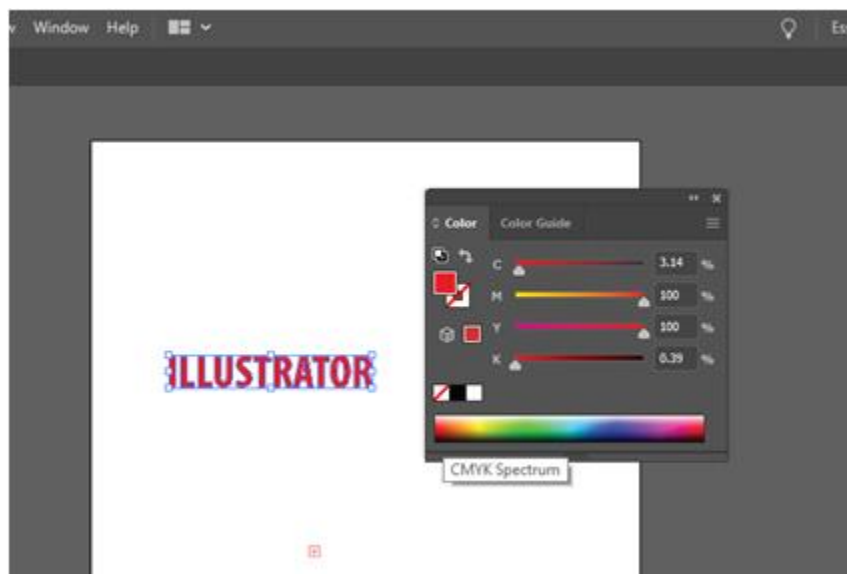 Window Help
Color Color Guide
C 3.14 %
M 100 %
Y 100 %
K 0.39 %
ILLUSTRATOR
CMYK Spectrum